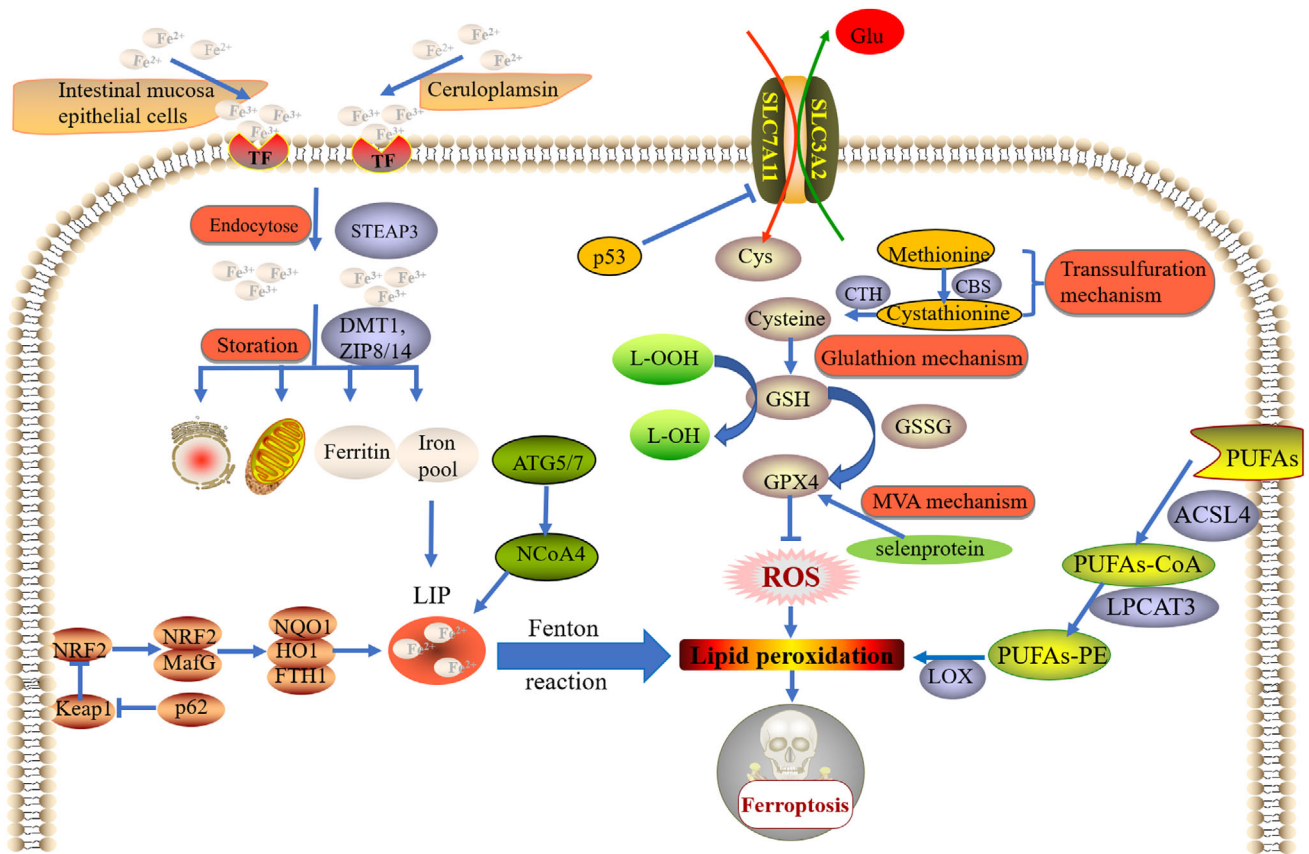 Fe2+
Fe2+
Fe2+
Intestinal mucosa
epithelial cells
Fe3+
Fe3+
Fe3+
TF
Fe2+
Fe2+
Fe2+
Ceruloplamsin
Fe3+
Fe3+
Fe3+
TF
Glu
SLC7A11
SLC3A2
Endocytose
STEAP3
Fe3+
Fe3+
Fe3+
Fe3+
Fe3+
Fe3+
Storation
DMT1,
ZIP8/14
Ferritin
Iron
pool
ATG5/7
NCoA4
LIP
Fe2+
Fe2+
Fe2+
NRF2
Keap1
p62
NRF2
MafG
NQO1
HO1
FTH1
Fenton
reaction
p53
Cys
Methionine
CBS
CTH
Cystathionine
Transsulfuration
mechanism
Cysteine
Glulathion mechanism
L-OOH
L-OH
GSH
GSSG
GPX4
MVA mechanism
selenprotein
ROS
Lipid peroxidation
Ferroptosis
PUFAs
ACSL4
PUFAs-CoA
LPCAT3
PUFAs-PE
LOX